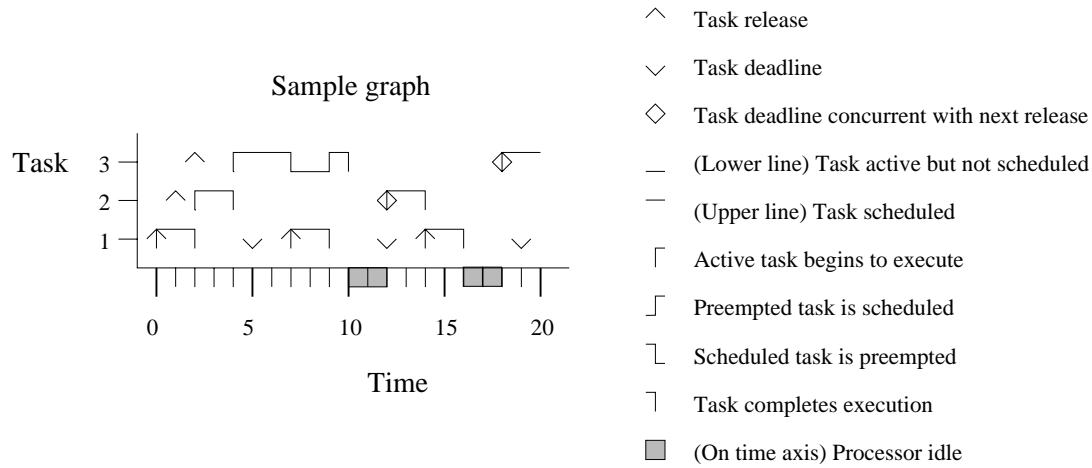 Sample graph
Task
3
2
1
0 5 10 15 20
Time
Task release
Task deadline
Task deadline concurrent with next release
(Lower line) Task active but not scheduled
(Upper line) Task scheduled
Active task begins to execute
Preempted task is scheduled
Scheduled task is preempted
Task completes execution
(On time axis) Processor idle